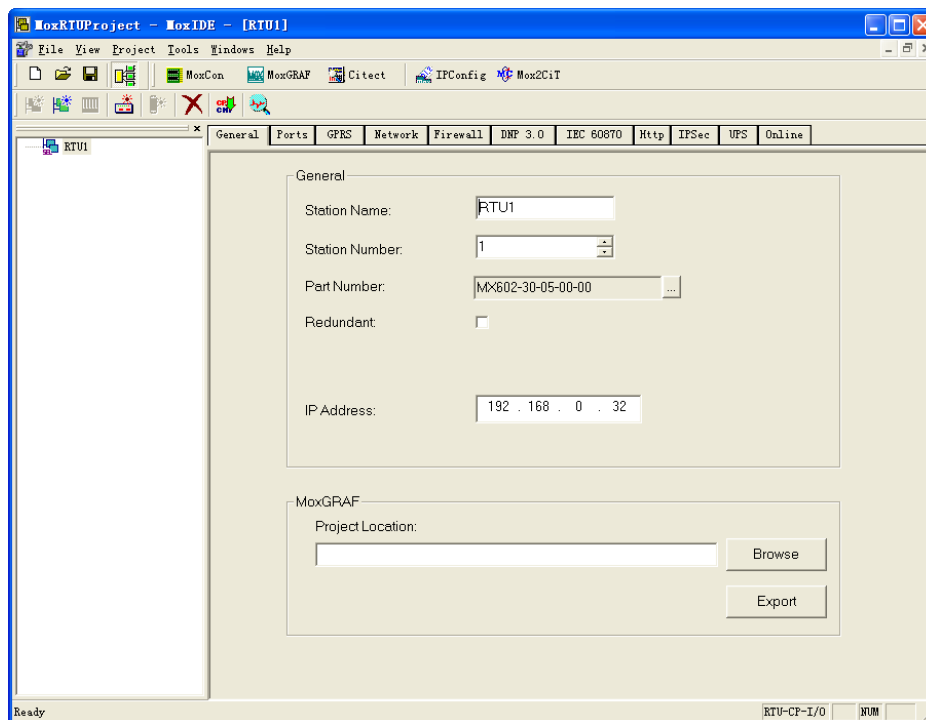 MoxRTUProject - MoxIDE - [RTU1]
File View Project Tools Windows Help
MoxCon MoxGRAF Citect IPConfig Mox2CiT
RTU1
General Ports GPRS Network Firewall DNP 3.0 IEC 60870 Http IPSec UPS Online
General
Station Name: RTU1
Station Number: 1
Part Number: MX602-30-05-00-00 ...
Redundant:
IP Address: 192 . 168 . 0 . 32
MoxGRAF
Project Location:
Browse
Export
Ready RTU-CP-I/O NUM